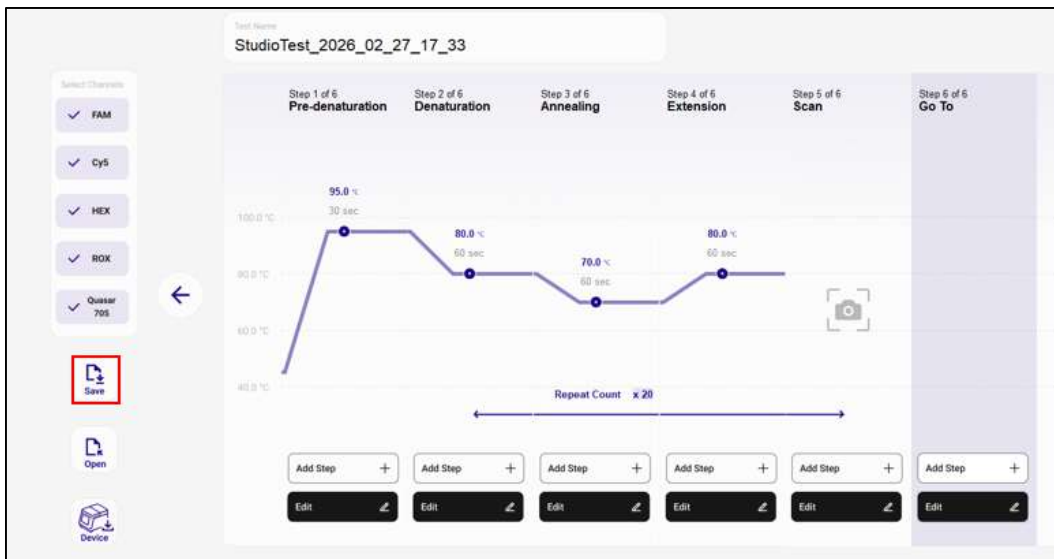 Test Name
StudioTest_2026_02_27_17_33
Select Channels
FAM
Cy5
HEX
ROX
Quasar
705
Save
Open
Device
Step 1 of 6
Pre-denaturation
Step 2 of 6
Denaturation
Step 3 of 6
Annealing
Step 4 of 6
Extension
Step 5 of 6
Scan
Step 6 of 6
Go To
100.0 °C
80.0 °C
60.0 °C
40.0 °C
95.0 °C
30 sec
80.0 °C
60 sec
70.0 °C
60 sec
80.0 °C
60 sec
Repeat Count x 20
Add Step
Add Step
Add Step
Add Step
Add Step
Add Step
Edit
Edit
Edit
Edit
Edit
Edit